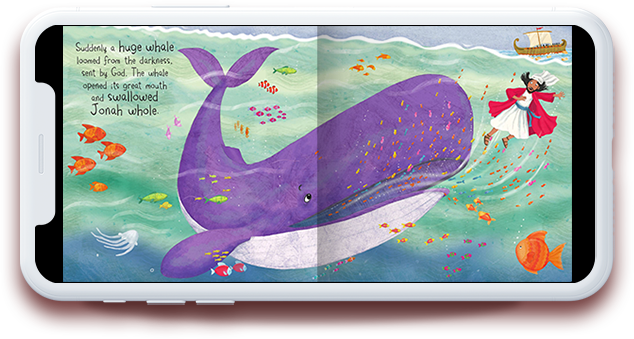 Suddenly a huge whale
loomed from the darkness,
sent by God. The whale
opened its great mouth
and swallowed
Jonah whole.